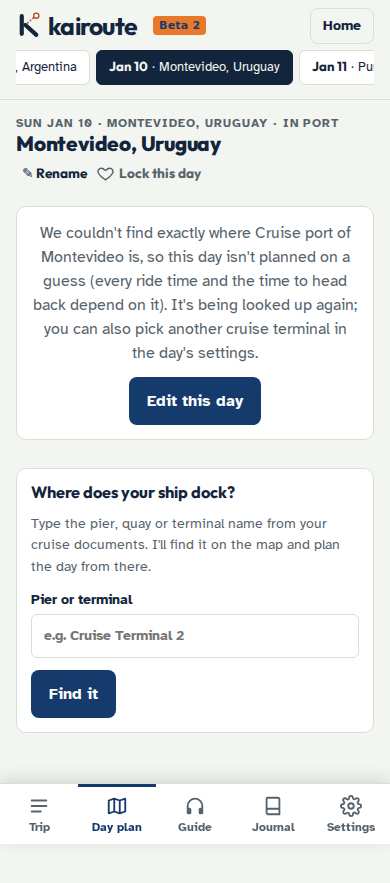 kairoute Beta 2 Home
, Argentina Jan 10 · Montevideo, Uruguay Jan 11 · Pu
SUN JAN 10 · MONTEVIDEO, URUGUAY · IN PORT
Montevideo, Uruguay
✎ Rename Lock this day
We couldn't find exactly where Cruise port of
Montevideo is, so this day isn't planned on a
guess (every ride time and the time to head
back depend on it). It's being looked up again;
you can also pick another cruise terminal in
the day's settings.
Edit this day
Where does your ship dock?
Type the pier, quay or terminal name from your
cruise documents. I'll find it on the map and plan
the day from there.
Pier or terminal
e.g. Cruise Terminal 2
Find it
Trip Day plan Guide Journal Settings